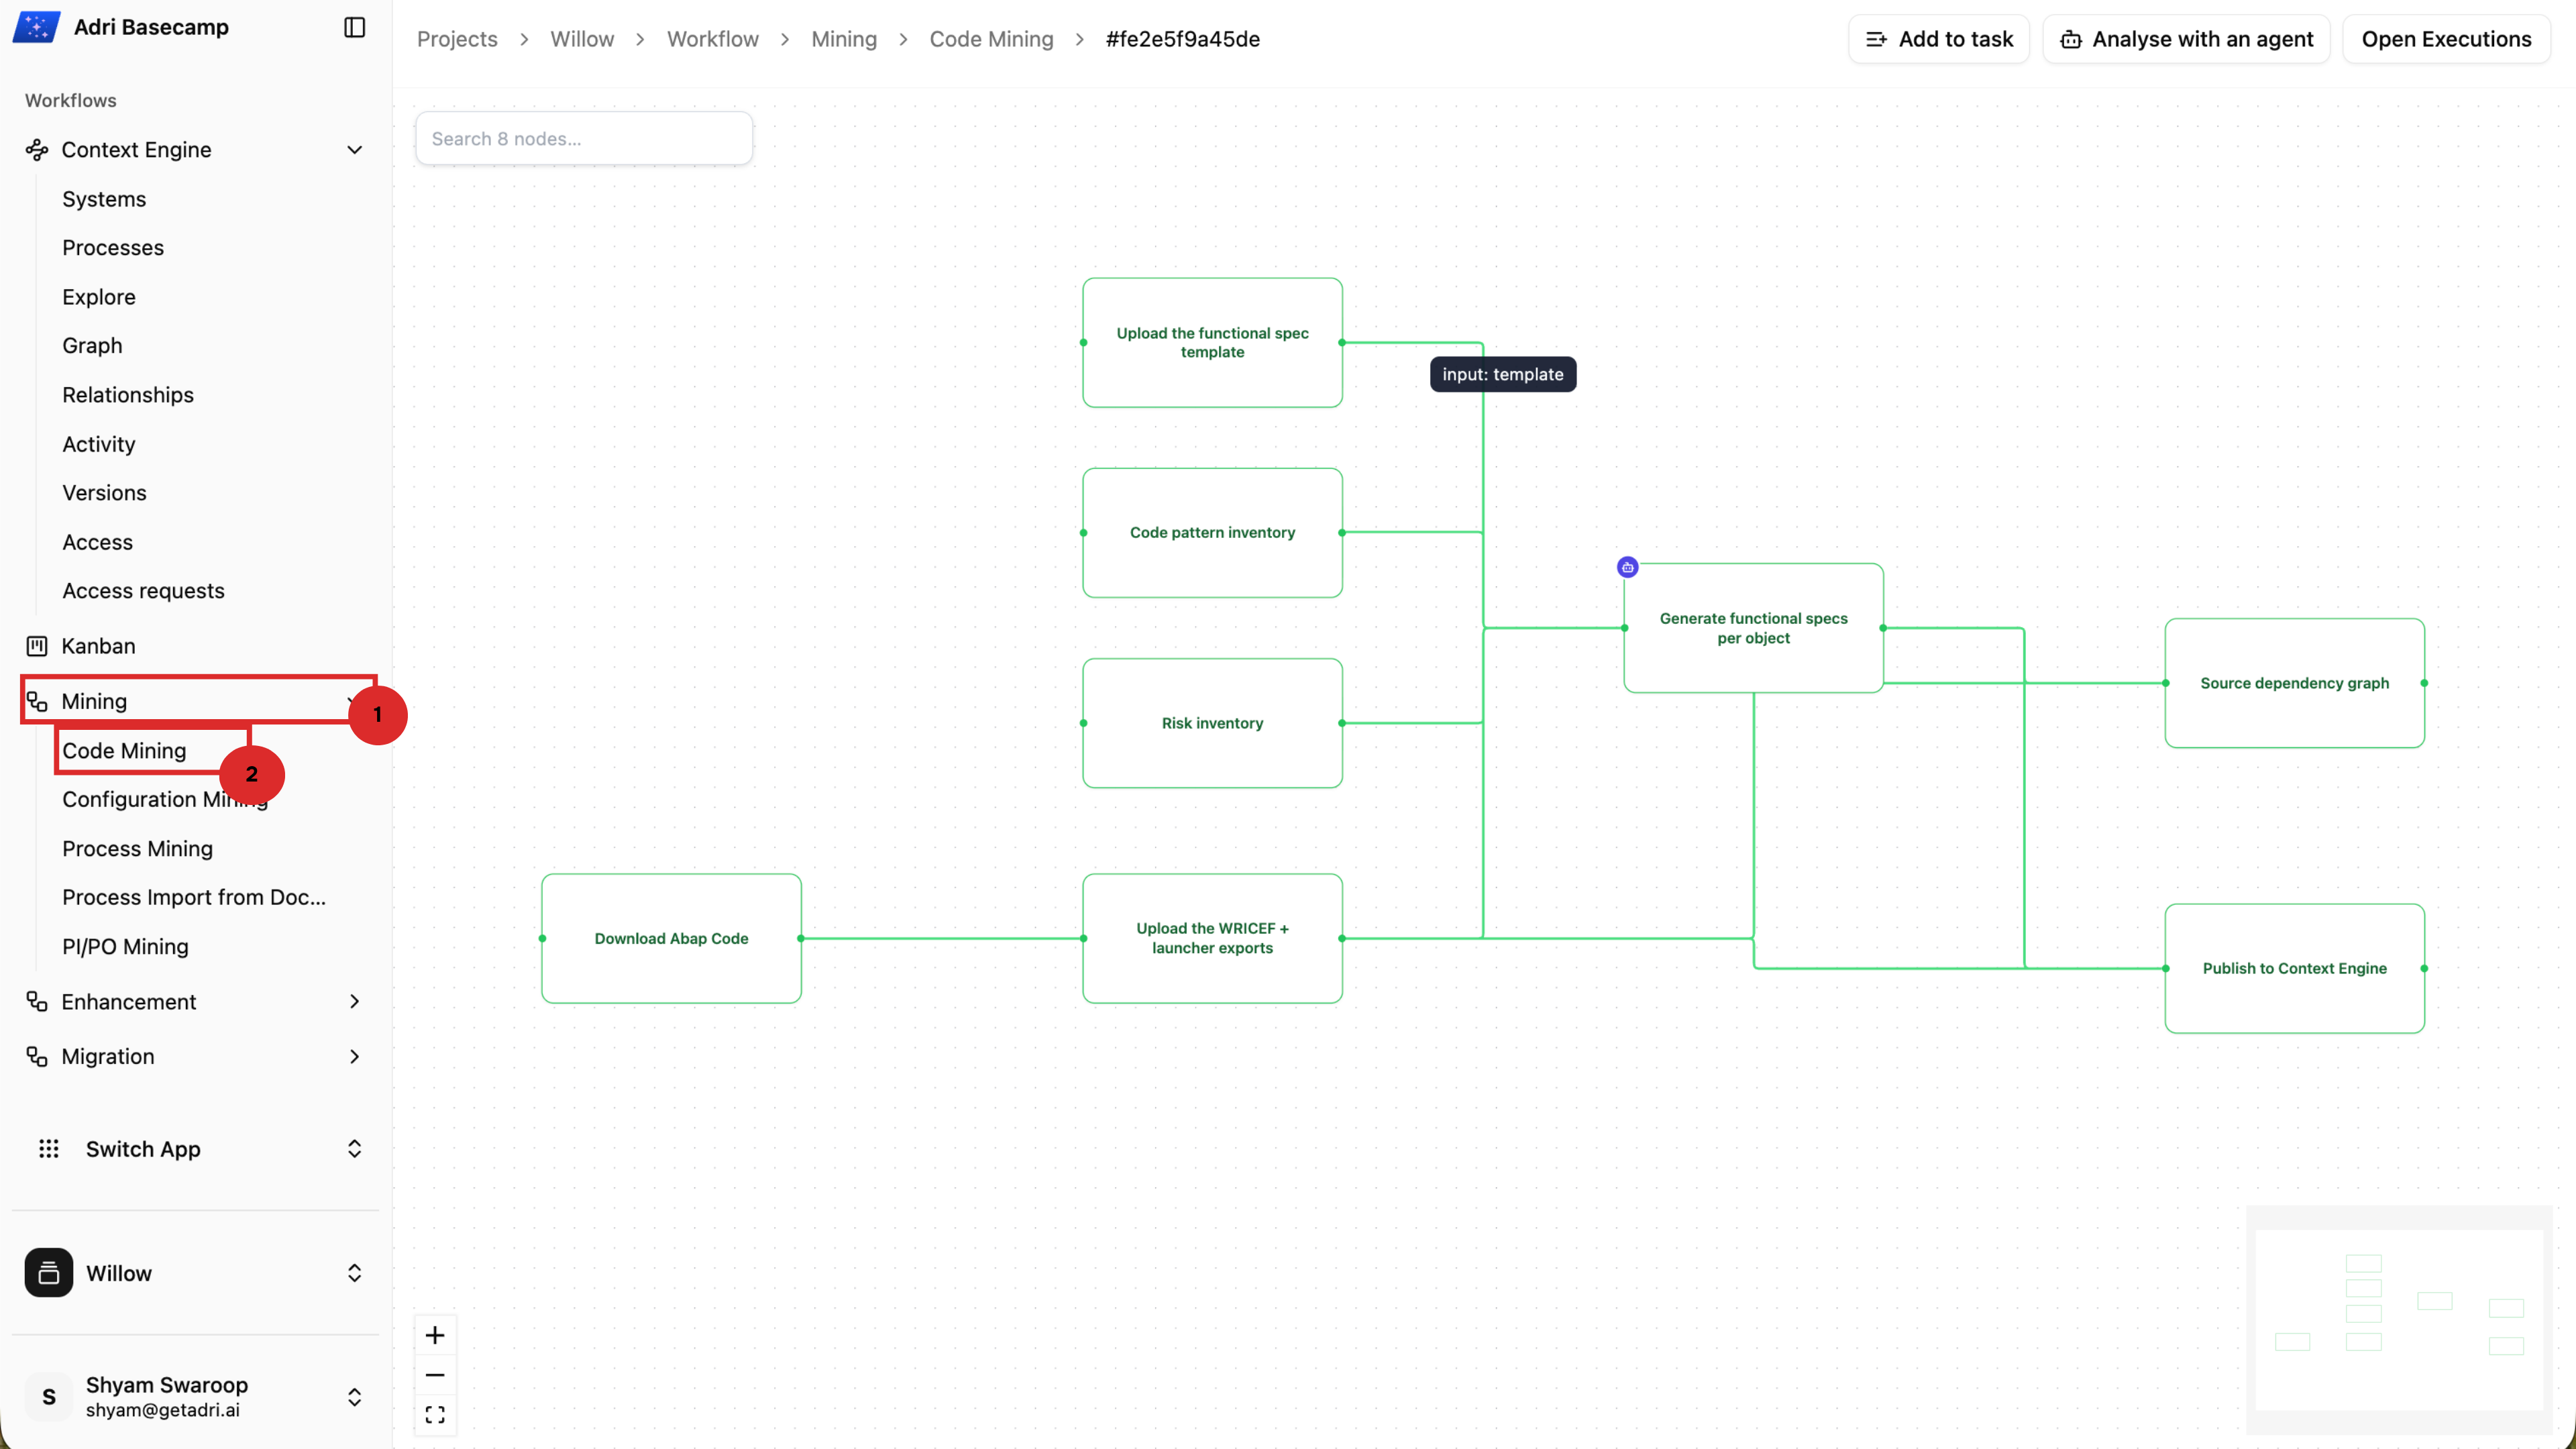 Adri Basecamp
Workflows
Context Engine
Systems
Processes
Explore
Graph
Relationships
Activity
Versions
Access
Access requests
Kanban
Mining
1
Code Mining
2
Configuration Mining
Process Mining
Process Import from Doc...
PI/PO Mining
Enhancement
Migration
Switch App
Willow
S
Shyam Swaroop
shyam@getadri.ai
Projects > Willow > Workflow > Mining > Code Mining > #fe2e5f9a45de
Add to task
Analyse with an agent
Open Executions
Search 8 nodes...
Upload the functional spec
template
input: template
Code pattern inventory
Generate functional specs
per object
Risk inventory
Source dependency graph
Download Abap Code
Upload the WRICEF +
launcher exports
Publish to Context Engine